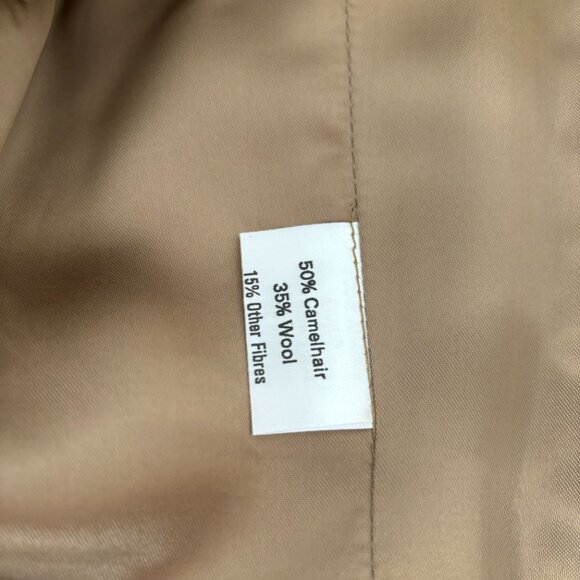 50% Camelhair
35% Wool
15% Other Fibres